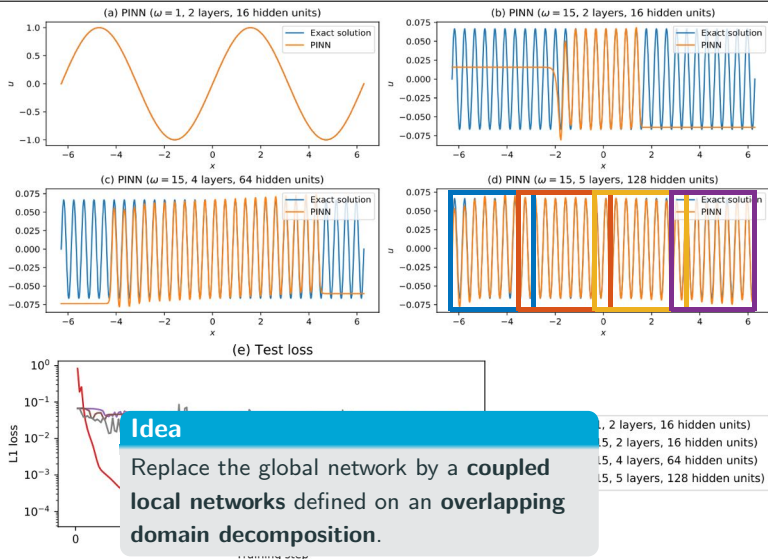 (a) PINN (ω = 1, 2 layers, 16 hidden units)
1.0
0.5
0.0
−0.5
−1.0
u
Exact solution
PINN
−6 −4 −2 0 2 4 6
x
(b) PINN (ω = 15, 2 layers, 16 hidden units)
0.075
0.050
0.025
0.000
−0.025
−0.050
−0.075
u
Exact solution
PINN
−6 −4 −2 0 2 4 6
x
(c) PINN (ω = 15, 4 layers, 64 hidden units)
0.075
0.050
0.025
0.000
−0.025
−0.050
−0.075
Exact solution
PINN
−6 −4 −2 0 2 4 6
x
(d) PINN (ω = 15, 5 layers, 128 hidden units)
0.075
0.050
0.025
0.000
−0.025
−0.050
−0.075
u
Exact solution
PINN
−6 −4 −2 0 2 4 6
x
(e) Test loss
10⁰
10⁻¹
10⁻²
10⁻³
10⁻⁴
L1 loss
0
1, 2 layers, 16 hidden units)
15, 2 layers, 16 hidden units)
15, 4 layers, 64 hidden units)
15, 5 layers, 128 hidden units)
Idea
Replace the global network by a coupled
local networks defined on an overlapping
domain decomposition.